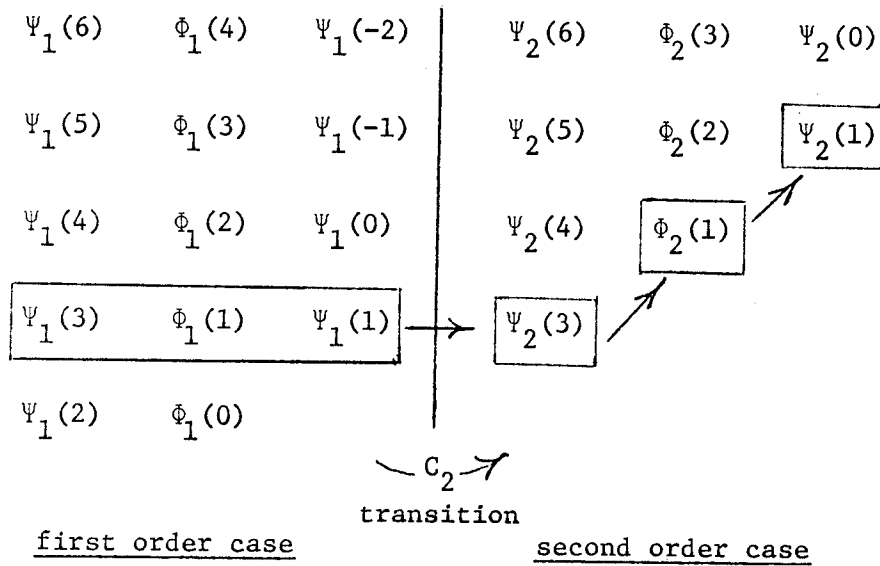 Ψ₁(6) Φ₁(4) Ψ₁(-2) Ψ₂(6) Φ₂(3) Ψ₂(0)
Ψ₁(5) Φ₁(3) Ψ₁(-1) Ψ₂(5) Φ₂(2) Ψ₂(1)
Ψ₁(4) Φ₁(2) Ψ₁(0) Ψ₂(4) Φ₂(1)
Ψ₁(3) Φ₁(1) Ψ₁(1) Ψ₂(3)
Ψ₁(2) Φ₁(0)
C₂
transition
first order case second order case